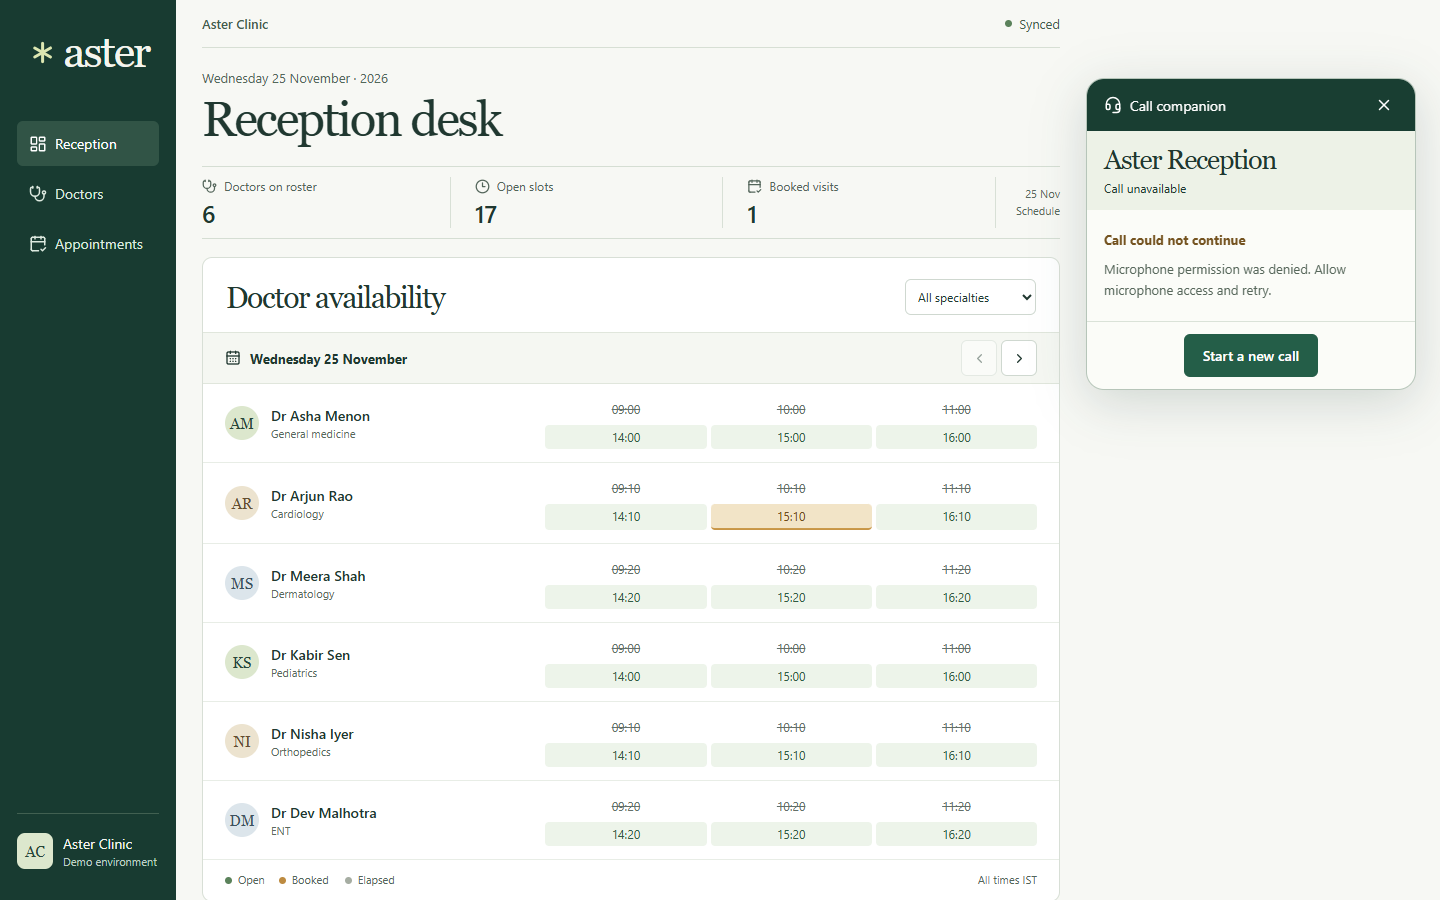 aster
Reception
Doctors
Appointments
AC
Aster Clinic
Demo environment
Aster Clinic
Synced
Wednesday 25 November · 2026
Reception desk
Doctors on roster
6
Open slots
17
Booked visits
1
25 Nov
Schedule
Doctor availability
All specialties
Wednesday 25 November
AM
Dr Asha Menon
General medicine
09:00 10:00 11:00
14:00 15:00 16:00
AR
Dr Arjun Rao
Cardiology
09:10 10:10 11:10
14:10 15:10 16:10
MS
Dr Meera Shah
Dermatology
09:20 10:20 11:20
14:20 15:20 16:20
KS
Dr Kabir Sen
Pediatrics
09:00 10:00 11:00
14:00 15:00 16:00
NI
Dr Nisha Iyer
Orthopedics
09:10 10:10 11:10
14:10 15:10 16:10
DM
Dr Dev Malhotra
ENT
09:20 10:20 11:20
14:20 15:20 16:20
Open Booked Elapsed
All times IST
Call companion
Aster Reception
Call unavailable
Call could not continue
Microphone permission was denied. Allow
microphone access and retry.
Start a new call